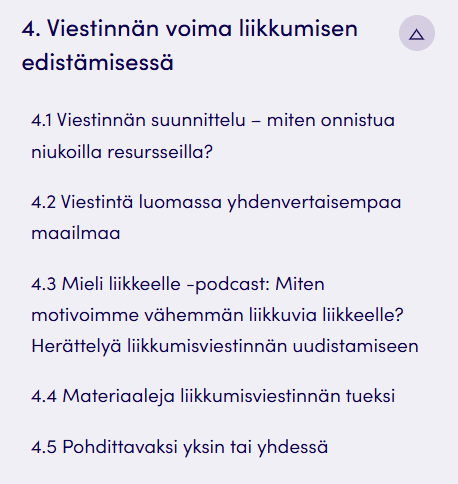 4. Viestinnän voima liikkumisen
edistämisessä
4.1 Viestinnän suunnittelu – miten onnistua
niukoilla resursseilla?
4.2 Viestintä luomassa yhdenvertaisempaa
maailmaa
4.3 Mieli liikkeelle -podcast: Miten
motivoimme vähemmän liikkuvia liikkeelle?
Herättelyä liikkumisviestinnän uudistamiseen
4.4 Materiaaleja liikkumisviestinnän tueksi
4.5 Pohdittavaksi yksin tai yhdessä